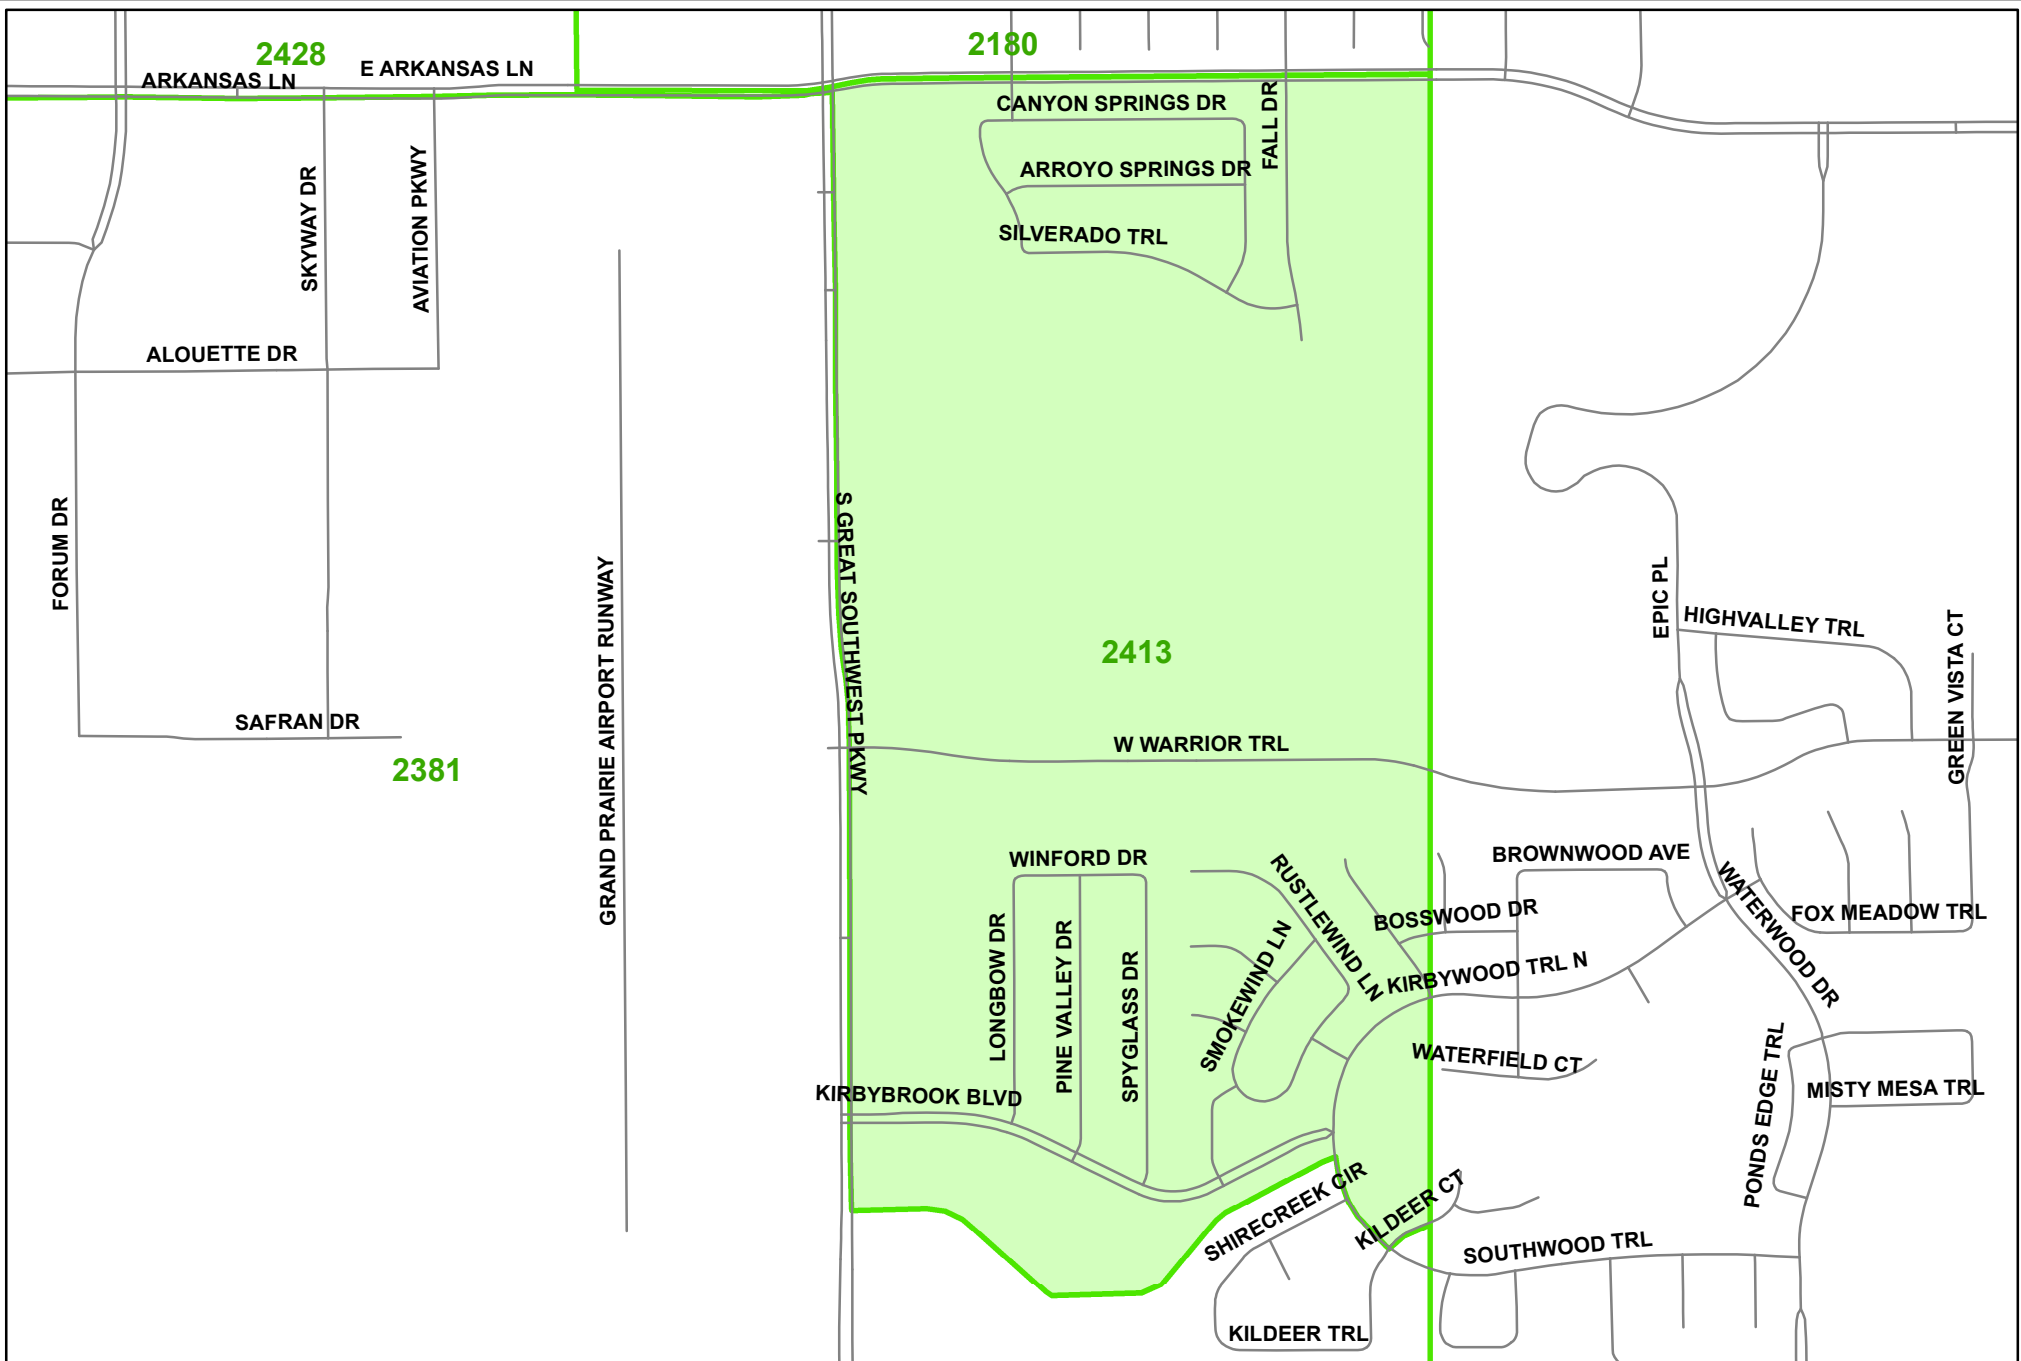 2428
2180
E ARKANSAS LN
ARKANSAS LN
CANYON SPRINGS DR
FALL DR
ARROYO SPRINGS DR
SKYWAY DR
AVIATION PKWY
SILVERADO TRL
ALOUETTE DR
FORUM DR
S GREAT SOUTHWEST PKWY
GRAND PRAIRIE AIRPORT RUNWAY
EPIC PL
HIGHVALLEY TRL
GREEN VISTA CT
2413
SAFRAN DR
W WARRIOR TRL
2381
WINFORD DR
RUSTLEWIND LN
BROWNWOOD AVE
WATERWOOD DR
BOSSWOOD DR
FOX MEADOW TRL
LONGBOW DR
PINE VALLEY DR
SPYGLASS DR
SMOKEWIND LN
KIRBYWOOD TRL N
WATERFIELD CT
PONDS EDGE TRL
MISTY MESA TRL
KIRBYBROOK BLVD
SHIRECREEK CIR
KILDEER CT
SOUTHWOOD TRL
KILDEER TRL